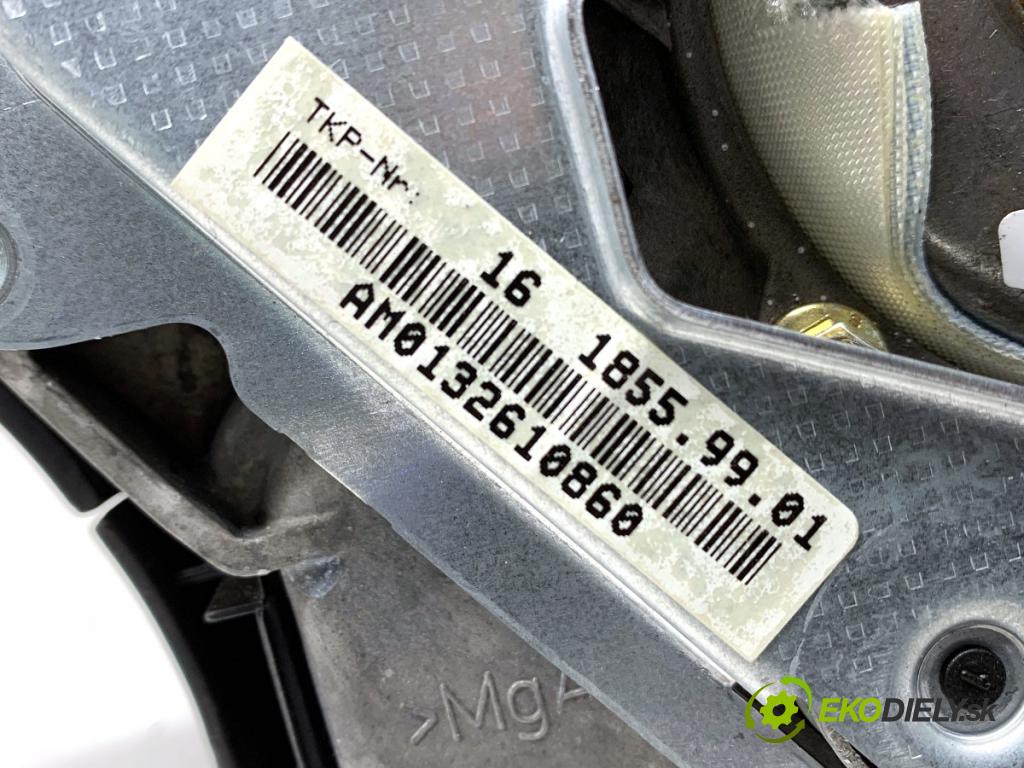 TKP-Nr:
16 1855.99.01
AM0132610860
>MgA
EKODIELY.SK